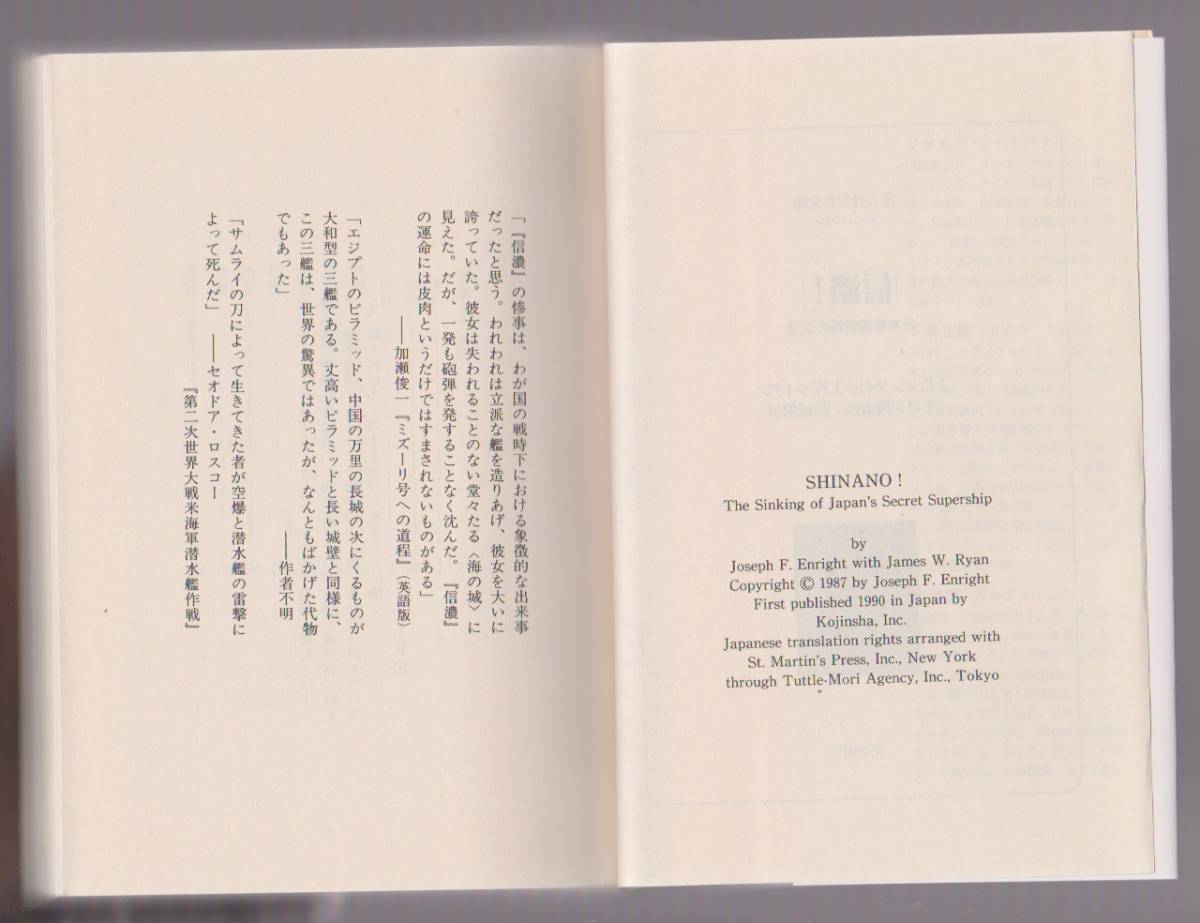 SHINANO!
The Sinking of Japan's Secret Supership
by
Joseph F. Enright with James W. Ryan
Copyright © 1987 by Joseph F. Enright
First published 1990 in Japan by
Kojinsha, Inc.
Japanese translation rights arranged with
St. Martin's Press, Inc., New York
through Tuttle-Mori Agency, Inc., Tokyo
「『信濃』の惨事は、わが国の戦時下における象徴的な出来事
だったと思う。われわれは立派な艦を造りあげ、彼女を大いに
誇っていた。彼女は失われることのない堂々たる〈海の城〉に
見えた。だが、一発も砲弾を発することなく沈んだ。『信濃』
の運命には皮肉というだけではすまされないものがある」
――加瀬俊一『ミズーリ号への道程』（英語版）
「エジプトのピラミッド、中国の万里の長城の次にくるものが
大和型の三艦である。丈高いピラミッドと長い城壁と同様に、
この三艦は、世界の驚異ではあったが、なんともばかげた代物
でもあった」
――作者不明
「サムライの刀によって生きてきた者が空爆と潜水艦の雷撃に
よって死んだ」
――セオドア・ロスコー
『第二次世界大戦米海軍潜水艦作戦』